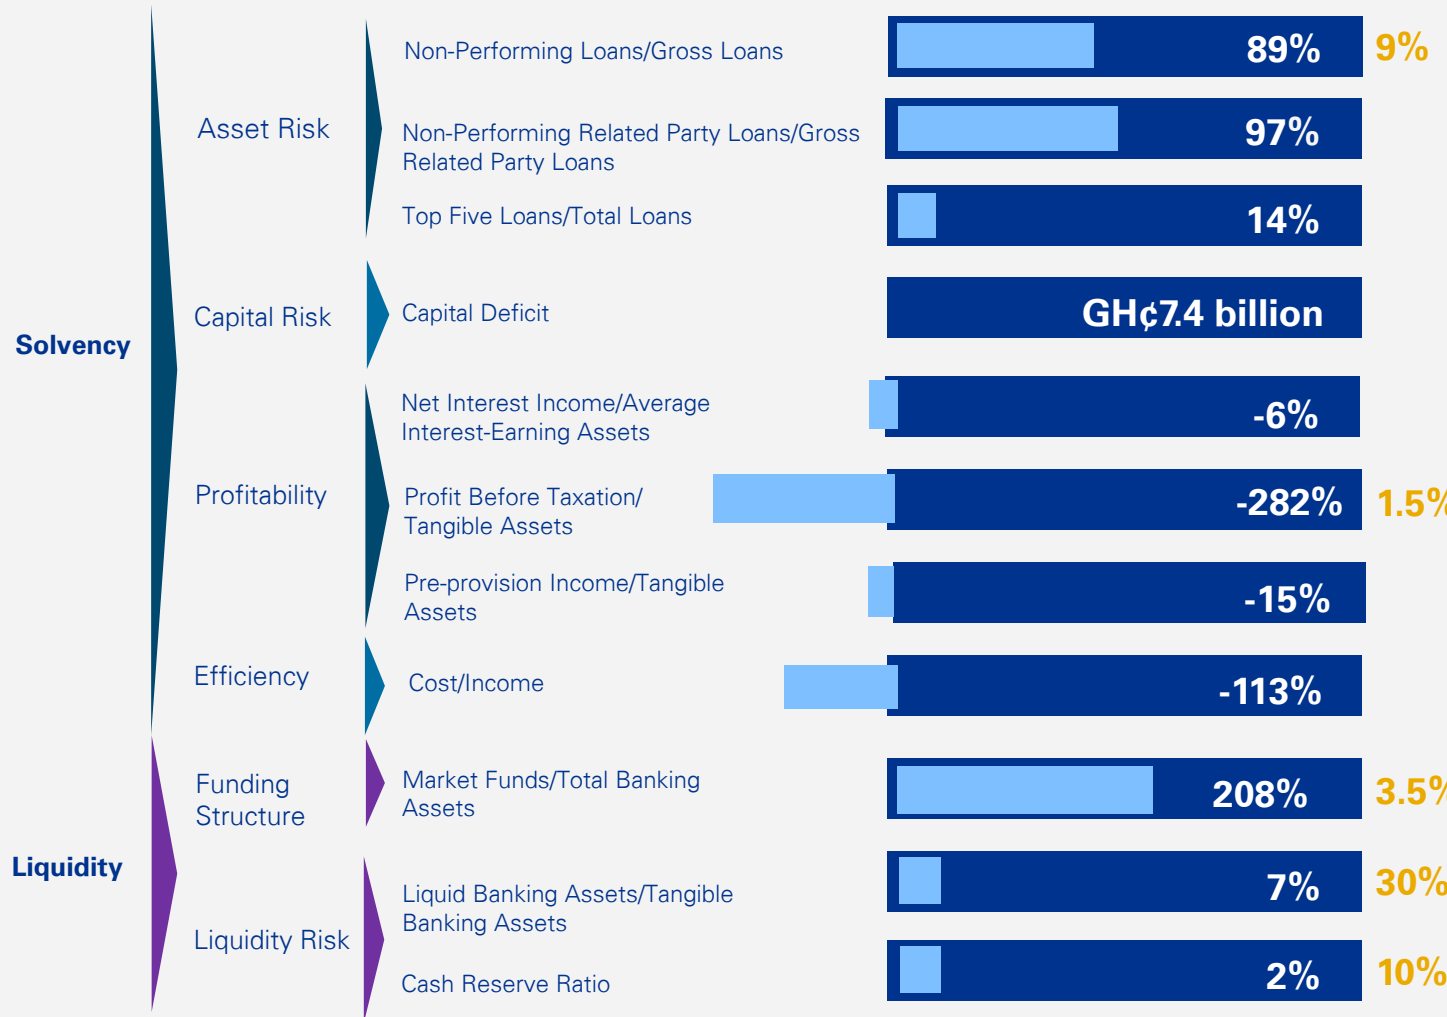 Non-Performing Loans/Gross Loans
89%
9%
Asset Risk
Non-Performing Related Party Loans/Gross
Related Party Loans
97%
Top Five Loans/Total Loans
14%
Solvency
Capital Risk
Capital Deficit
GH¢7.4 billion
Net Interest Income/Average
Interest-Earning Assets
-6%
Profitability
Profit Before Taxation/
Tangible Assets
-282%
1.5%
Pre-provision Income/Tangible
Assets
-15%
Efficiency
Cost/Income
-113%
Funding
Structure
Market Funds/Total Banking
Assets
208%
3.5%
Liquidity
Liquid Banking Assets/Tangible
Banking Assets
7%
30%
Liquidity Risk
Cash Reserve Ratio
2%
10%